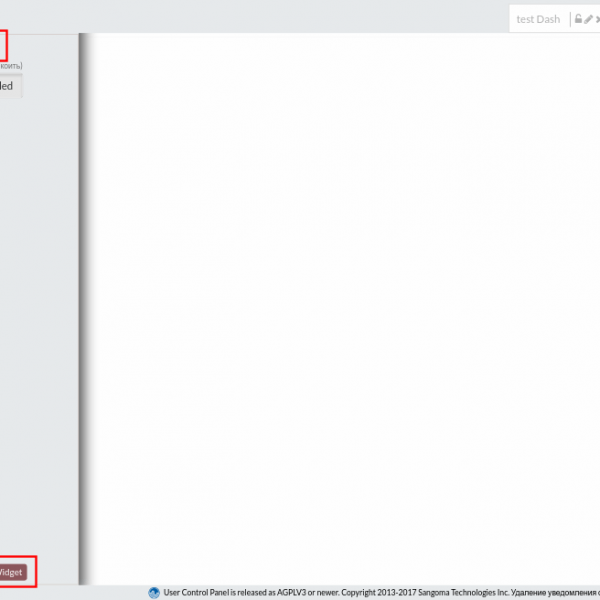 test Dash
коить)
led
Widget
User Control Panel is released as AGPLV3 or newer. Copyright 2013-2017 Sangoma Technologies Inc. Удаление уведомления о